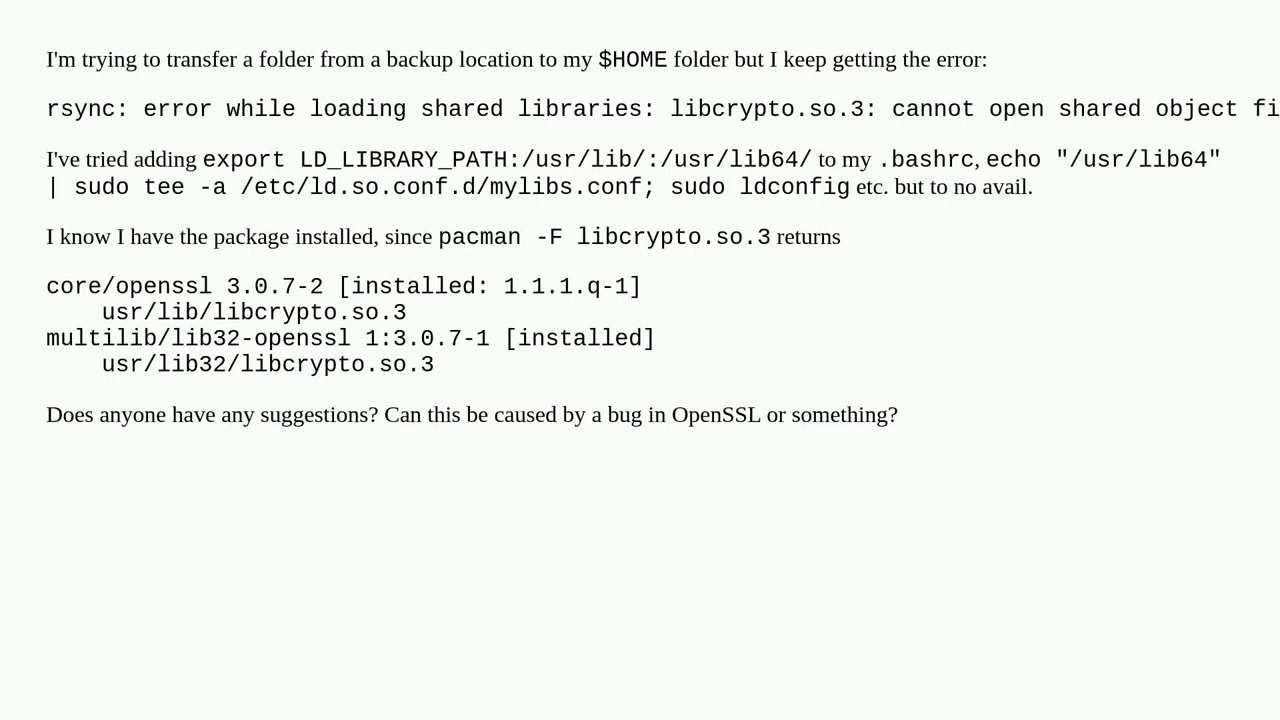 I'm trying to transfer a folder from a backup location to my $HOME folder but I keep getting the error:
rsync: error while loading shared libraries: libcrypto.so.3: cannot open shared object fi
I've tried adding export LD_LIBRARY_PATH:/usr/lib/:/usr/lib64/ to my .bashrc, echo "/usr/lib64"
| sudo tee -a /etc/ld.so.conf.d/mylibs.conf; sudo ldconfig etc. but to no avail.
I know I have the package installed, since pacman -F libcrypto.so.3 returns
core/openssl 3.0.7-2 [installed: 1.1.1.q-1]
    usr/lib/libcrypto.so.3
multilib/lib32-openssl 1:3.0.7-1 [installed]
    usr/lib32/libcrypto.so.3
Does anyone have any suggestions? Can this be caused by a bug in OpenSSL or something?